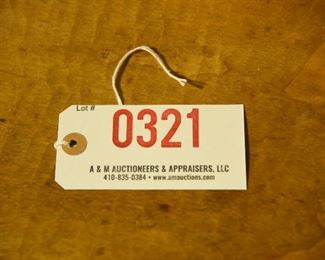 Lot #
0321
A & M AUCTIONEERS & APPRAISERS, LLC
410-835-0384 • www.amauctions.com